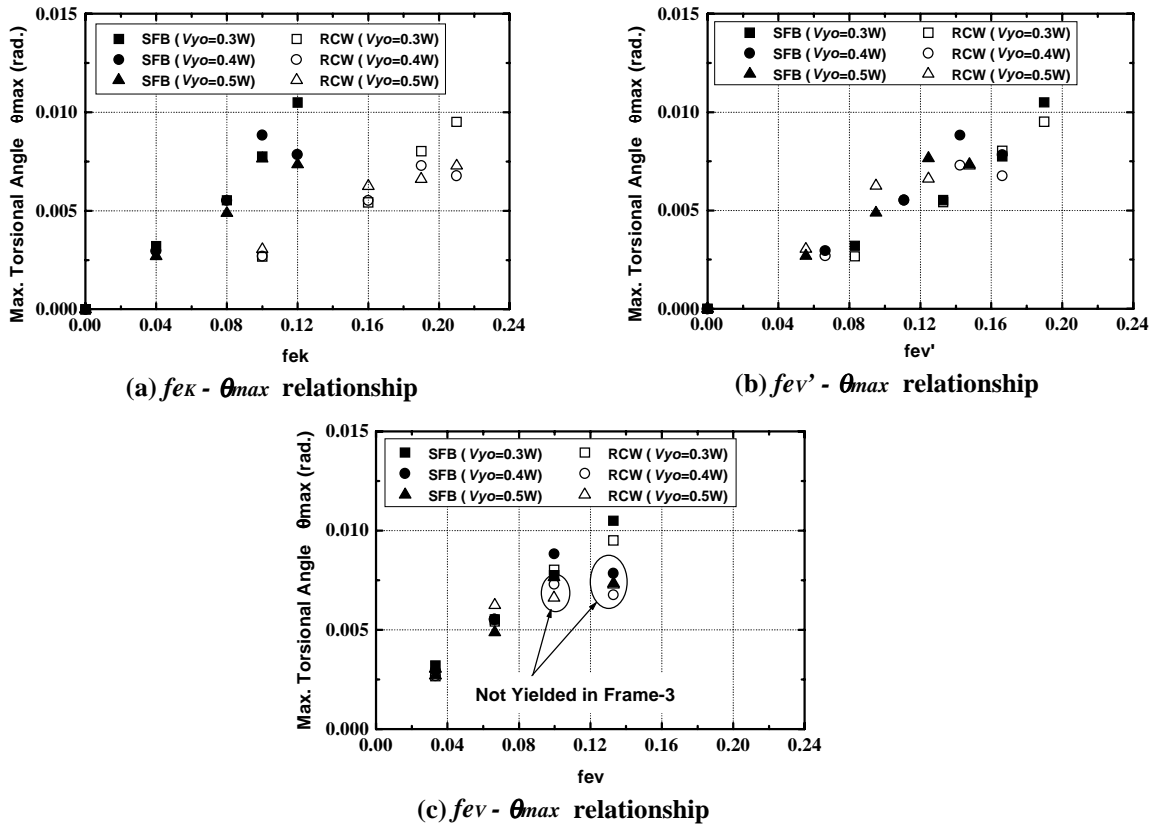 Max. Torsional Angle θmax (rad.)
0.015
0.010
0.005
0.000
SFB ( Vyo=0.3W)
SFB ( Vyo=0.4W)
SFB ( Vyo=0.5W)
RCW ( Vyo=0.3W)
RCW ( Vyo=0.4W)
RCW ( Vyo=0.5W)
0.00 0.04 0.08 0.12 0.16 0.20 0.24
fek
(a) feK - θmax relationship
Max. Torsional Angle θmax (rad.)
0.015
0.010
0.005
0.000
SFB ( Vyo=0.3W)
SFB ( Vyo=0.4W)
SFB ( Vyo=0.5W)
RCW ( Vyo=0.3W)
RCW ( Vyo=0.4W)
RCW ( Vyo=0.5W)
0.00 0.04 0.08 0.12 0.16 0.20 0.24
fev'
(b) feV’ - θmax relationship
Max. Torsional Angle θmax (rad.)
0.015
0.010
0.005
0.000
SFB ( Vyo=0.3W)
SFB ( Vyo=0.4W)
SFB ( Vyo=0.5W)
RCW ( Vyo=0.3W)
RCW ( Vyo=0.4W)
RCW ( Vyo=0.5W)
Not Yielded in Frame-3
0.00 0.04 0.08 0.12 0.16 0.20 0.24
fev
(c) feV - θmax relationship